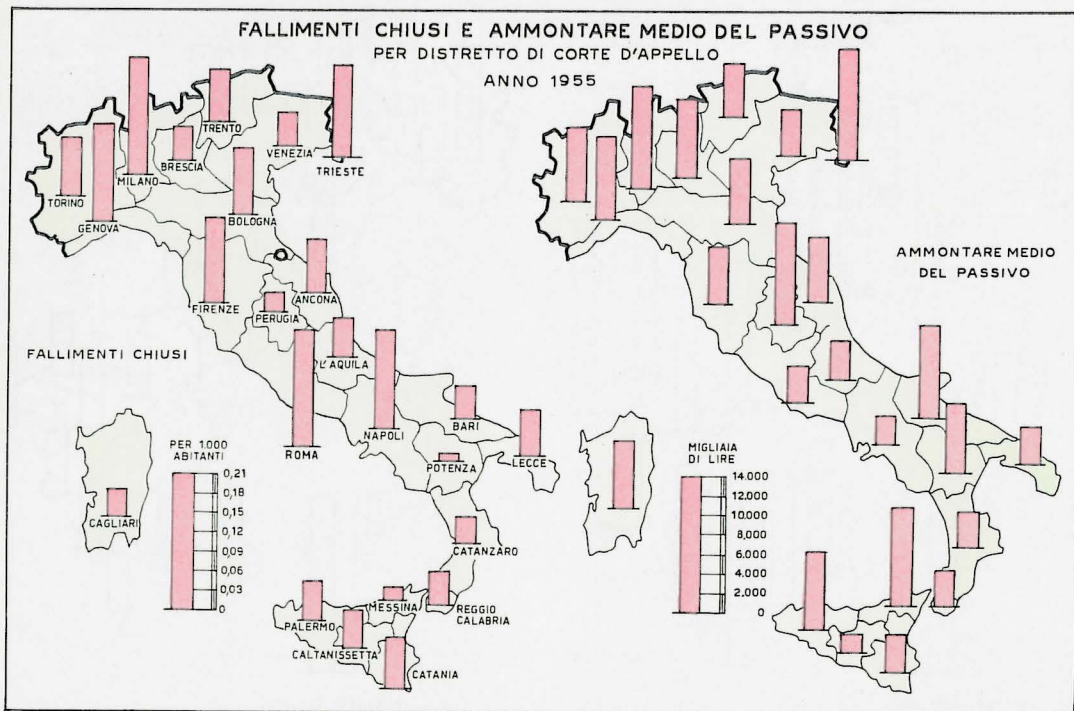 FALLIMENTI CHIUSI E AMMONTARE MEDIO DEL PASSIVO
PER DISTRETTO DI CORTE D'APPELLO
ANNO 1955
TRENTO
VENEZIA
TRIESTE
BRESCIA
MILANO
TORINO
GENOVA
BOLOGNA
FIRENZE
ANCONA
PERUGIA
L'AQUILA
FALLIMENTI CHIUSI
ROMA
NAPOLI
BARI
LECCE
POTENZA
CAGLIARI
CATANZARO
MESSINA
REGGIO
CALABRIA
PALERMO
CALTANISSETTA
CATANIA
PER 1.000
ABITANTI
0,21
0,18
0,15
0,12
0,09
0,06
0,03
0
AMMONTARE MEDIO
DEL PASSIVO
MIGLIAIA
DI LIRE
14.000
12.000
10.000
8,000
6.000
4.000
2.000
0